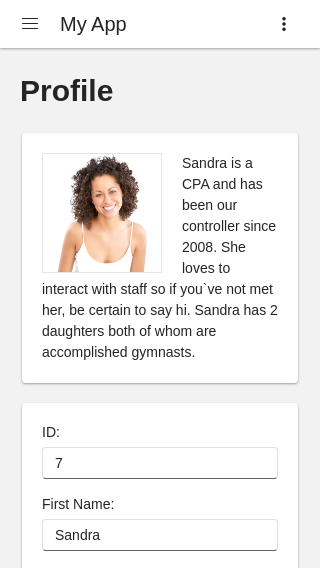 My App
Profile
Sandra is a
CPA and has
been our
controller since
2008. She
loves to
interact with staff so if you`ve not met
her, be certain to say hi. Sandra has 2
daughters both of whom are
accomplished gymnasts.
ID:
7
First Name:
Sandra